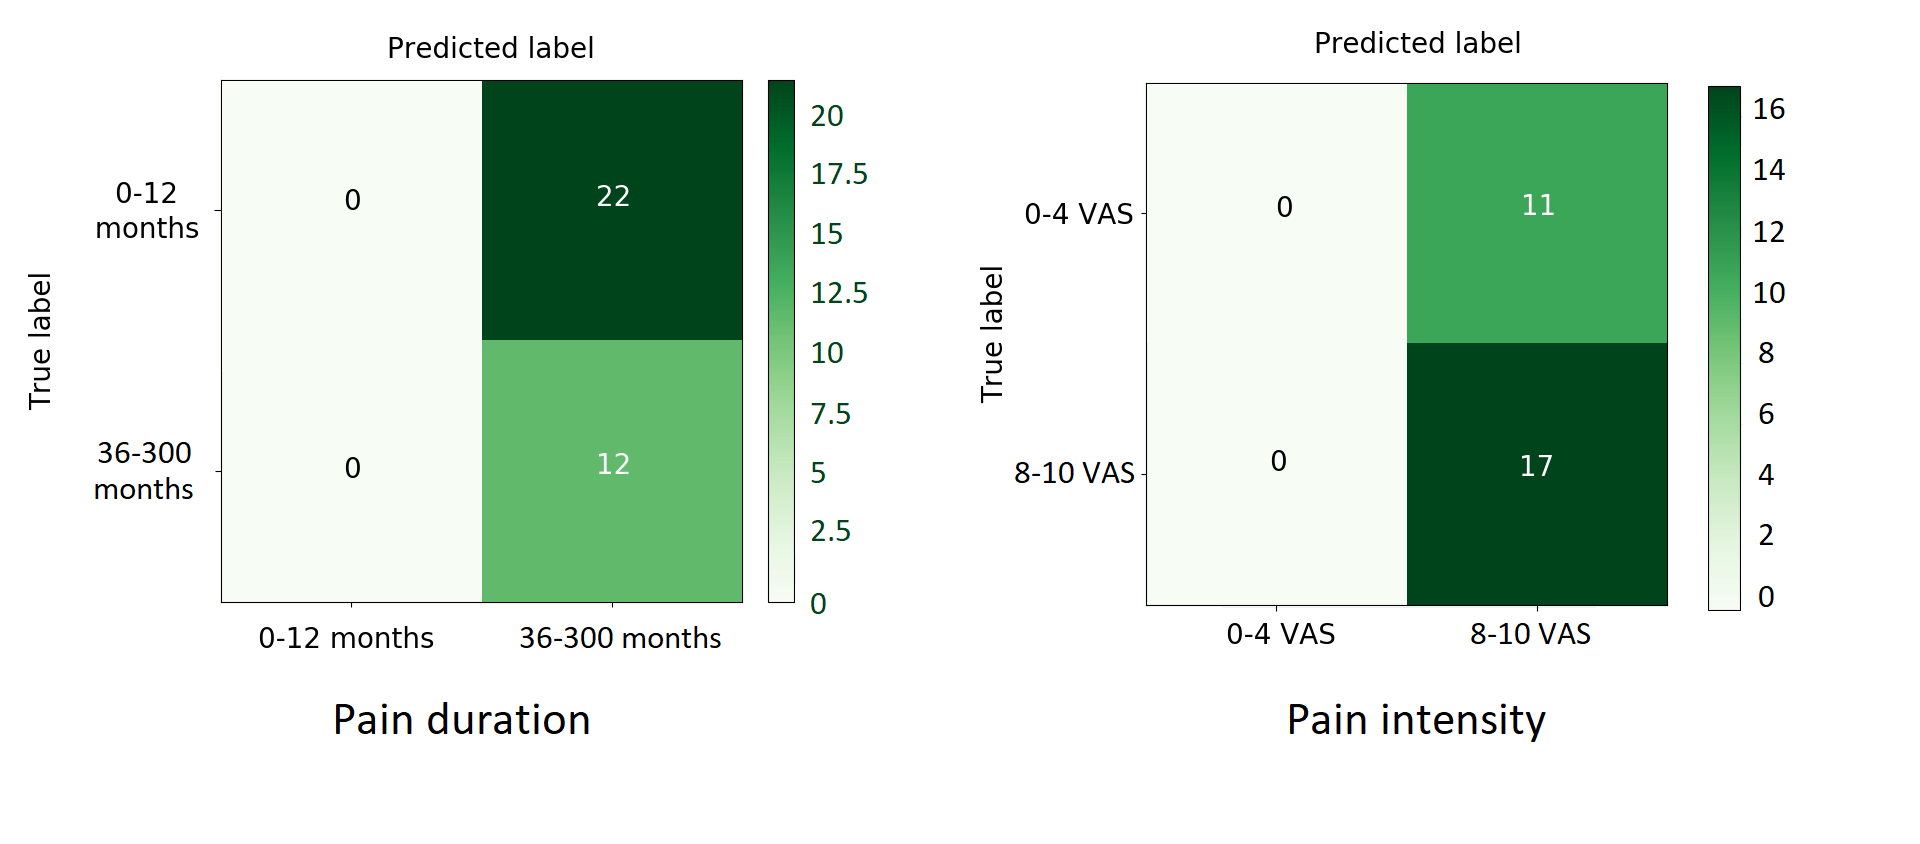 Predicted label
0-12
months
36-300
months
True label
0
22
0
12
20
17.5
15
12.5
10
7.5
5
2.5
0
0-12 months
36-300 months
Pain duration
Predicted label
True label
0-4 VAS
8-10 VAS
0
11
0
17
16
14
12
10
8
6
4
2
0
0-4 VAS
8-10 VAS
Pain intensity